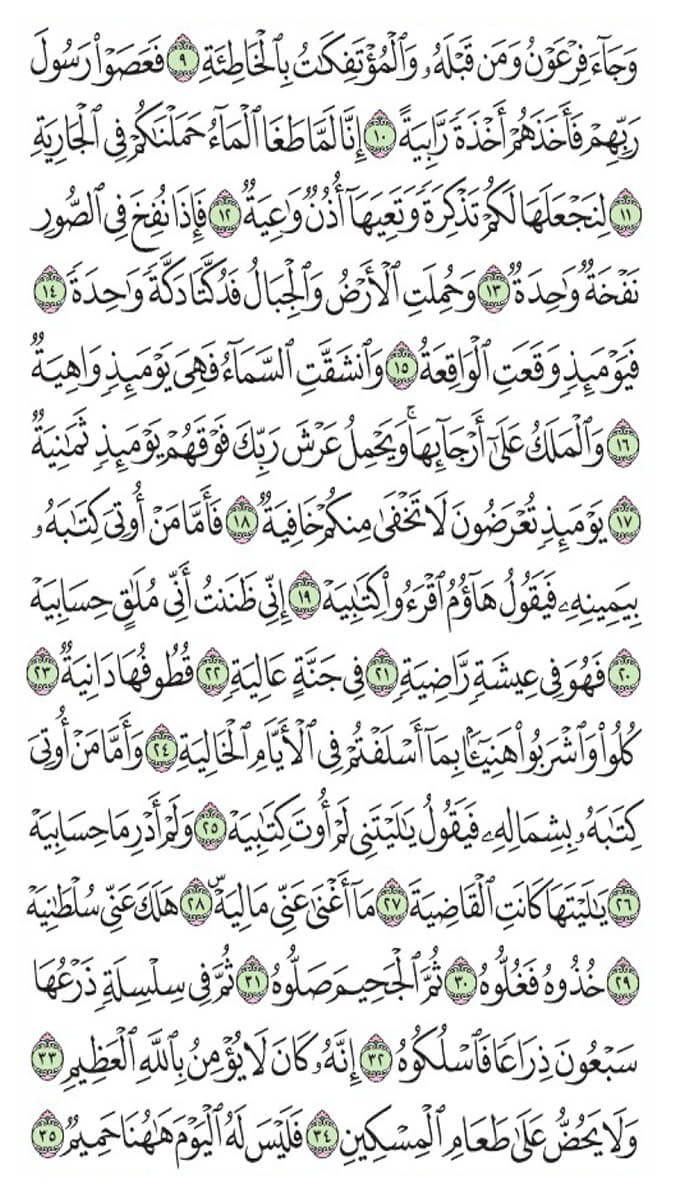 وَجَآءَ فِرْعَوْنُ وَمَن قَبْلَهُۥ وَٱلْمُؤْتَفِكَٰتُ بِٱلْخَاطِئَةِ ٩ فَعَصَوْا۟ رَسُولَ
رَبِّهِمْ فَأَخَذَهُمْ أَخْذَةً رَّابِيَةً ١٠ إِنَّا لَمَّا طَغَا ٱلْمَآءُ حَمَلْنَٰكُمْ فِى ٱلْجَارِيَةِ
١١ لِنَجْعَلَهَا لَكُمْ تَذْكِرَةً وَتَعِيَهَآ أُذُنٌ وَٰعِيَةٌ ١٢ فَإِذَا نُفِخَ فِى ٱلصُّورِ
نَفْخَةٌ وَٰحِدَةٌ ١٣ وَحُمِلَتِ ٱلْأَرْضُ وَٱلْجِبَالُ فَدُكَّتَا دَكَّةً وَٰحِدَةً ١٤
فَيَوْمَئِذٍ وَقَعَتِ ٱلْوَاقِعَةُ ١٥ وَٱنشَقَّتِ ٱلسَّمَآءُ فَهِىَ يَوْمَئِذٍ وَاهِيَةٌ
١٦ وَٱلْمَلَكُ عَلَىٰٓ أَرْجَآئِهَا ۚ وَيَحْمِلُ عَرْشَ رَبِّكَ فَوْقَهُمْ يَوْمَئِذٍ ثَمَٰنِيَةٌ
١٧ يَوْمَئِذٍ تُعْرَضُونَ لَا تَخْفَىٰ مِنكُمْ خَافِيَةٌ ١٨ فَأَمَّا مَنْ أُوتِىَ كِتَٰبَهُۥ
بِيَمِينِهِۦ فَيَقُولُ هَآؤُمُ ٱقْرَءُوا۟ كِتَٰبِيَهْ ١٩ إِنِّى ظَنَنتُ أَنِّى مُلَٰقٍ حِسَابِيَهْ
٢٠ فَهُوَ فِى عِيشَةٍ رَّاضِيَةٍ ٢١ فِى جَنَّةٍ عَالِيَةٍ ٢٢ قُطُوفُهَا دَانِيَةٌ ٢٣
كُلُوا۟ وَٱشْرَبُوا۟ هَنِيٓـًٔۢا بِمَآ أَسْلَفْتُمْ فِى ٱلْأَيَّامِ ٱلْخَالِيَةِ ٢٤ وَأَمَّا مَنْ أُوتِىَ
كِتَٰبَهُۥ بِشِمَالِهِۦ فَيَقُولُ يَٰلَيْتَنِى لَمْ أُوتَ كِتَٰبِيَهْ ٢٥ وَلَمْ أَدْرِ مَا حِسَابِيَهْ
٢٦ يَٰلَيْتَهَا كَانَتِ ٱلْقَاضِيَةَ ٢٧ مَآ أَغْنَىٰ عَنِّى مَالِيَهْ ۜ ٢٨ هَلَكَ عَنِّى سُلْطَٰنِيَهْ
٢٩ خُذُوهُ فَغُلُّوهُ ٣٠ ثُمَّ ٱلْجَحِيمَ صَلُّوهُ ٣١ ثُمَّ فِى سِلْسِلَةٍ ذَرْعُهَا
سَبْعُونَ ذِرَاعًا فَٱسْلُكُوهُ ٣٢ إِنَّهُۥ كَانَ لَا يُؤْمِنُ بِٱللَّهِ ٱلْعَظِيمِ ٣٣
وَلَا يَحُضُّ عَلَىٰ طَعَامِ ٱلْمِسْكِينِ ٣٤ فَلَيْسَ لَهُ ٱلْيَوْمَ هَٰهُنَا حَمِيمٌ ٣٥